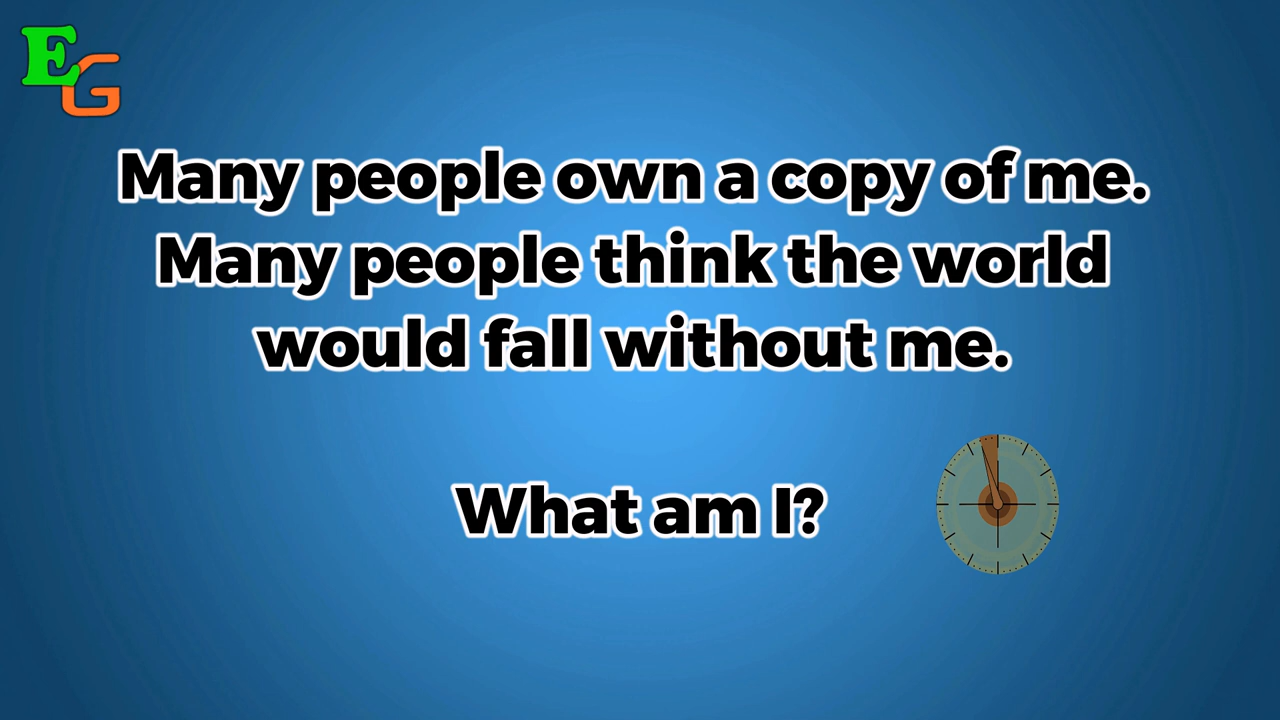 EG
Many people own a copy of me.
Many people think the world
would fall without me.
What am I?